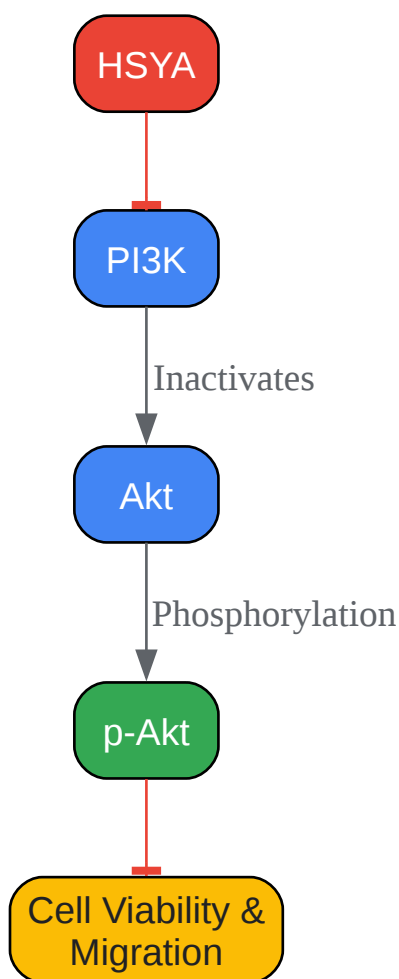 HSYA
PI3K
Inactivates
Akt
Phosphorylation
p-Akt
Cell Viability &
Migration